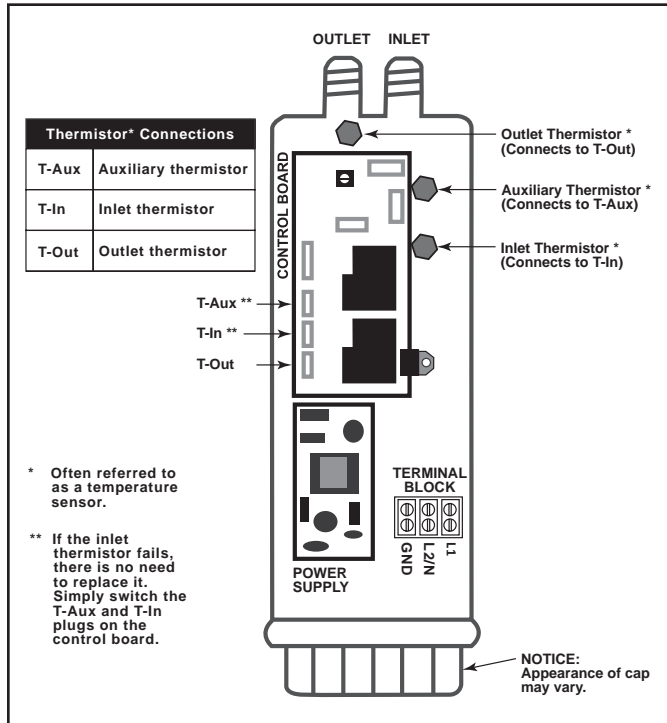 OUTLET INLET
Thermistor* Connections
T-Aux Auxiliary thermistor
T-In Inlet thermistor
T-Out Outlet thermistor
Outlet Thermistor *
(Connects to T-Out)
Auxiliary Thermistor *
(Connects to T-Aux)
Inlet Thermistor *
(Connects to T-In)
CONTROL BOARD
T-Aux **
T-In **
T-Out
* Often referred to
as a temperature
sensor.
** If the inlet
thermistor fails,
there is no need
to replace it.
Simply switch the
T-Aux and T-In
plugs on the
control board.
TERMINAL
BLOCK
GND
L2/N
L1
POWER
SUPPLY
NOTICE:
Appearance of cap
may vary.